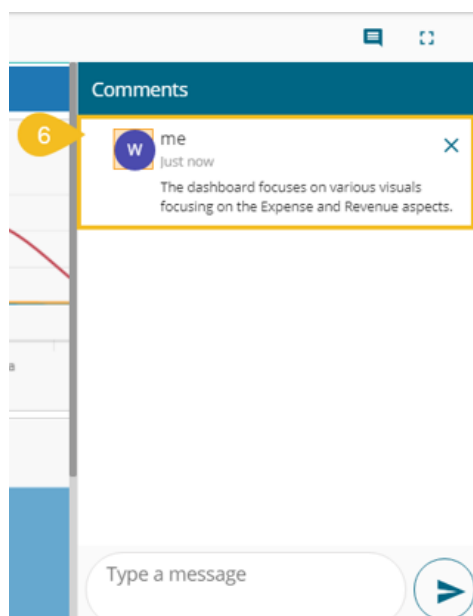 Comments
6
W
me
Just now
The dashboard focuses on various visuals
focusing on the Expense and Revenue aspects.
a
Type a message